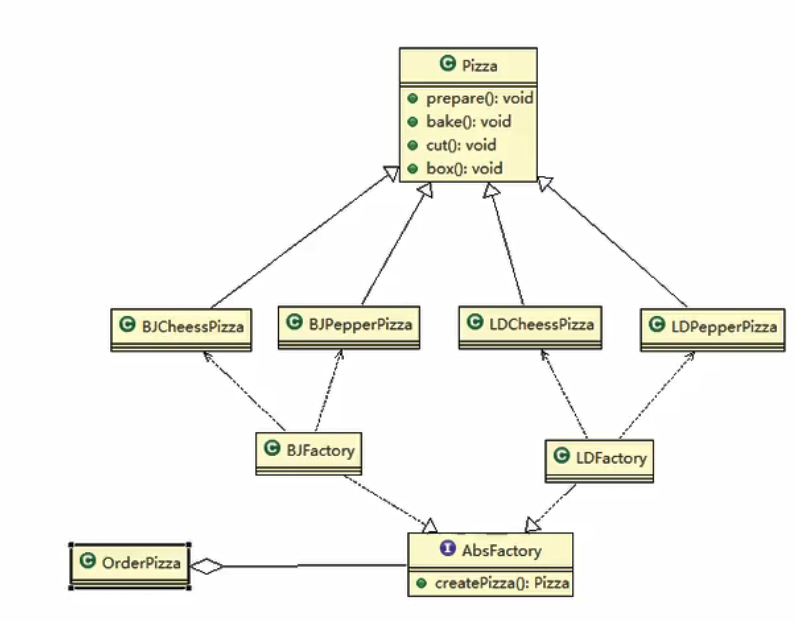 Pizza
prepare(): void
bake(): void
cut(): void
box(): void
BJCheessPizza
BJPepperPizza
LDCheessPizza
LDPepperPizza
BJFactory
LDFactory
OrderPizza
AbsFactory
createPizza(): Pizza